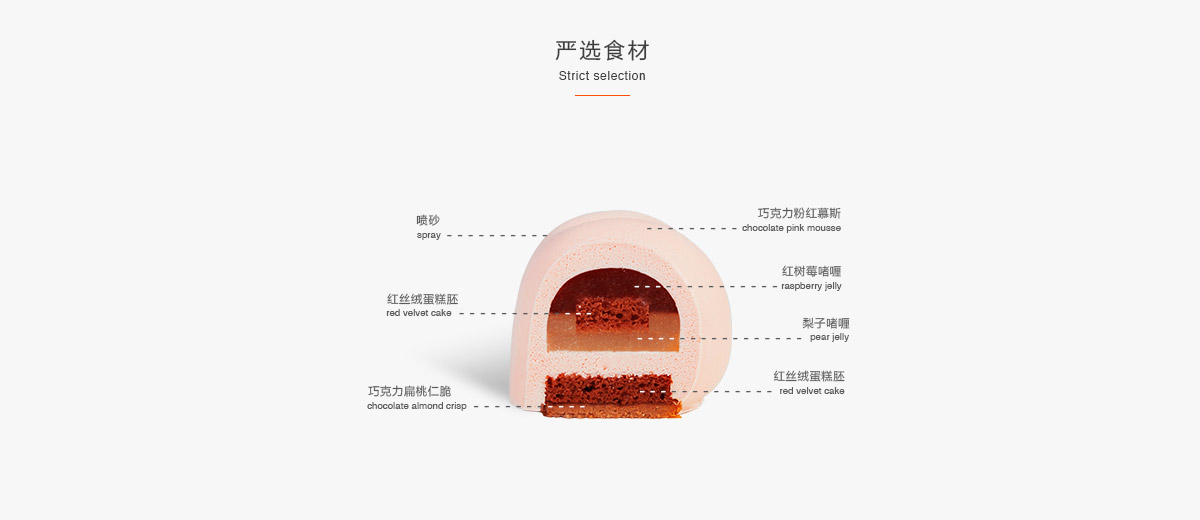 严选食材
Strict selection
喷砂
spray
巧克力粉红慕斯
chocolate pink mousse
红树莓啫喱
raspberry jelly
红丝绒蛋糕胚
red velvet cake
梨子啫喱
pear jelly
红丝绒蛋糕胚
red velvet cake
巧克力扁桃仁脆
chocolate almond crisp